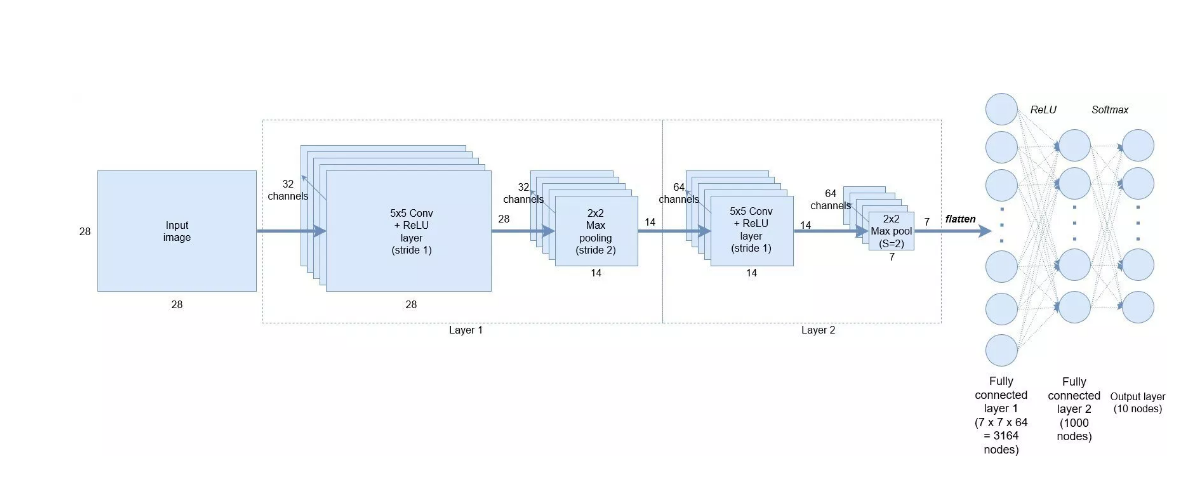 28
Input
image
28
32
channels
5x5 Conv
+ ReLU
layer
(stride 1)
28
28
32
channels
2x2
Max
pooling
(stride 2)
14
14
Layer 1
64
channels
5x5 Conv
+ ReLU
layer
(stride 1)
14
14
64
channels
2x2
Max pool
(S=2)
7
7
Layer 2
flatten
ReLU
Softmax
Fully
connected
layer 1
(7 x 7 x 64
= 3164
nodes)
Fully
connected
layer 2
(1000
nodes)
Output layer
(10 nodes)